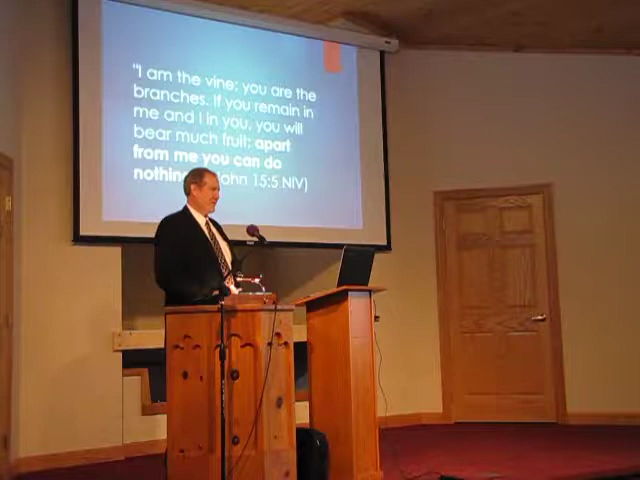 "I am the vine; you are the
branches. If you remain in
me and I in you, you will
bear much fruit; apart
from me you can do
John 15:5 NIV)